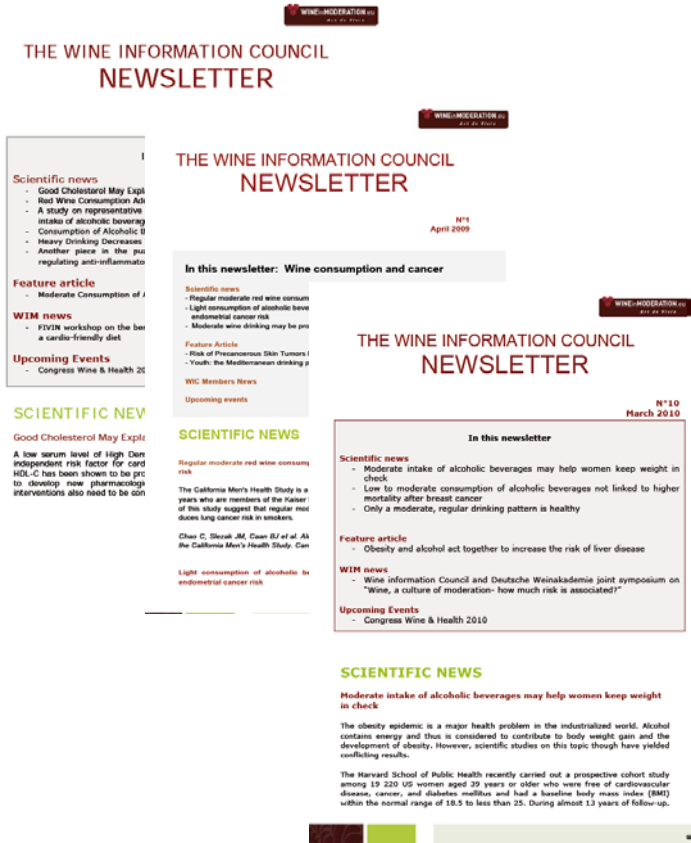 WINEinMODERATION.eu
Art de Vivre
THE WINE INFORMATION COUNCIL
NEWSLETTER
I
Scientific news
- Good Cholesterol May Expl
- Red Wine Consumption Ad
- A study on representative
intake of alcoholic beverag
- Consumption of Alcoholic B
- Heavy Drinking Decreases
- Another piece in the puz
regulating anti-inflammato
Feature article
- Moderate Consumption of A
WIM news
- FIVIN workshop on the ben
a cardio-friendly diet
Upcoming Events
- Congress Wine & Health 20
SCIENTIFIC NEW
Good Cholesterol May Expla
A low serum level of High Den
independent risk factor for card
HDL-C has been shown to be pro
to develop new pharmacologi
interventions also need to be con
WINEinMODERATION.eu
Art de Vivre
THE WINE INFORMATION COUNCIL
NEWSLETTER
N°1
April 2009
In this newsletter: Wine consumption and cancer
Scientific news
- Regular moderate red wine consum
- Light consumption of alcoholic beve
endometrial cancer risk
- Moderate wine drinking may be pro
Feature Article
- Risk of Precancerous Skin Tumors
- Youth: the Mediterranean drinking p
WIC Members News
Upcoming events
SCIENTIFIC NEWS
Regular moderate red wine consump
risk
The California Men's Health Study is a
years who are members of the Kaiser
of this study suggest that regular mod
duces lung cancer risk in smokers.
Chao C, Slezak JM, Caan BJ et al. Al
the California Men's Health Study. Can
Light consumption of alcoholic be
endometrial cancer risk
WINEinMODERATION.eu
Art de Vivre
THE WINE INFORMATION COUNCIL
NEWSLETTER
N°10
March 2010
In this newsletter
Scientific news
- Moderate intake of alcoholic beverages may help women keep weight in
check
- Low to moderate consumption of alcoholic beverages not linked to higher
mortality after breast cancer
- Only a moderate, regular drinking pattern is healthy
Feature article
- Obesity and alcohol act together to increase the risk of liver disease
WIM news
- Wine information Council and Deutsche Weinakademie joint symposium on
"Wine, a culture of moderation- how much risk is associated?"
Upcoming Events
- Congress Wine & Health 2010
SCIENTIFIC NEWS
Moderate intake of alcoholic beverages may help women keep weight
in check
The obesity epidemic is a major health problem in the industrialized world. Alcohol
contains energy and thus is considered to contribute to body weight gain and the
development of obesity. However, scientific studies on this topic though have yielded
conflicting results.
The Harvard School of Public Health recently carried out a prospective cohort study
among 19 220 US women aged 39 years or older who were free of cardiovascular
disease, cancer, and diabetes mellitus and had a baseline body mass index (BMI)
within the normal range of 18.5 to less than 25. During almost 13 years of follow-up,